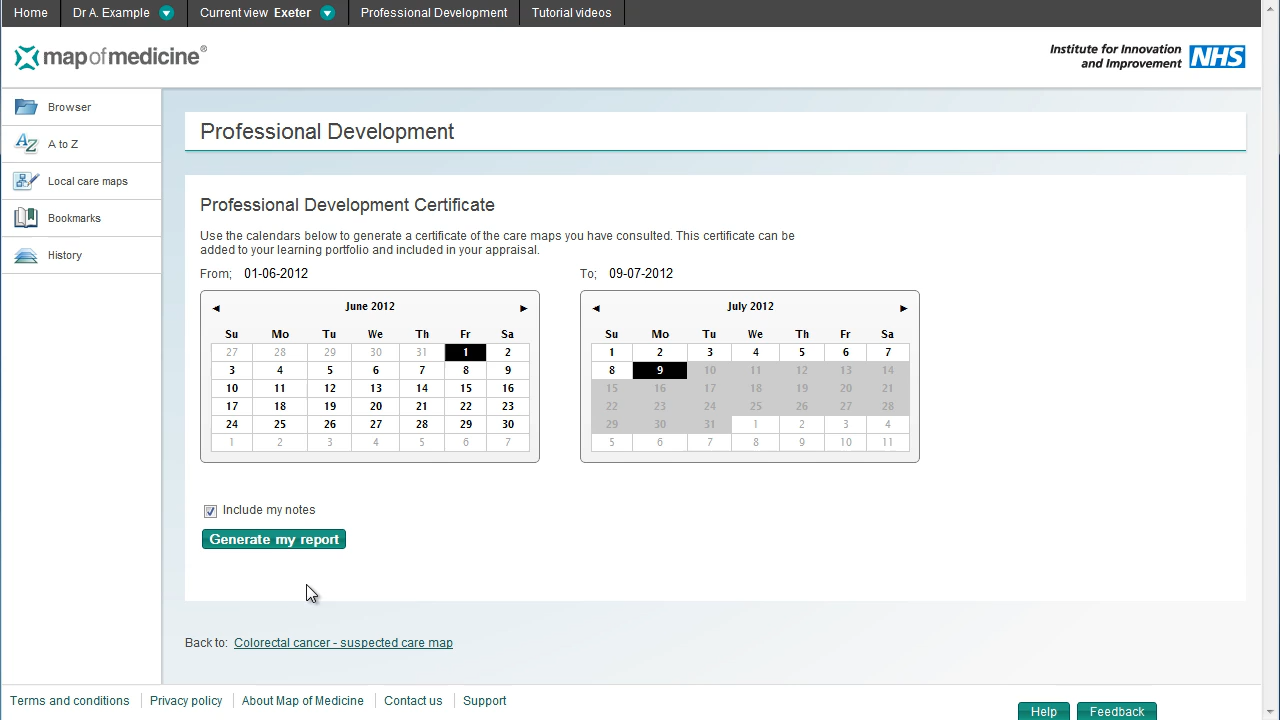 Home Dr A. Example Current view Exeter Professional Development Tutorial videos
mapofmedicine®
Institute for Innovation
and Improvement NHS
Browser
A to Z
Local care maps
Bookmarks
History
Professional Development
Professional Development Certificate
Use the calendars below to generate a certificate of the care maps you have consulted. This certificate can be
added to your learning portfolio and included in your appraisal.
From; 01-06-2012 To; 09-07-2012
June 2012
Su Mo Tu We Th Fr Sa
27 28 29 30 31 1 2
3 4 5 6 7 8 9
10 11 12 13 14 15 16
17 18 19 20 21 22 23
24 25 26 27 28 29 30
1 2 3 4 5 6 7
July 2012
Su Mo Tu We Th Fr Sa
1 2 3 4 5 6 7
8 9 10 11 12 13 14
15 16 17 18 19 20 21
22 23 24 25 26 27 28
29 30 31 1 2 3 4
5 6 7 8 9 10 11
Include my notes
Generate my report
Back to: Colorectal cancer - suspected care map
Terms and conditions Privacy policy About Map of Medicine Contact us Support
Help Feedback